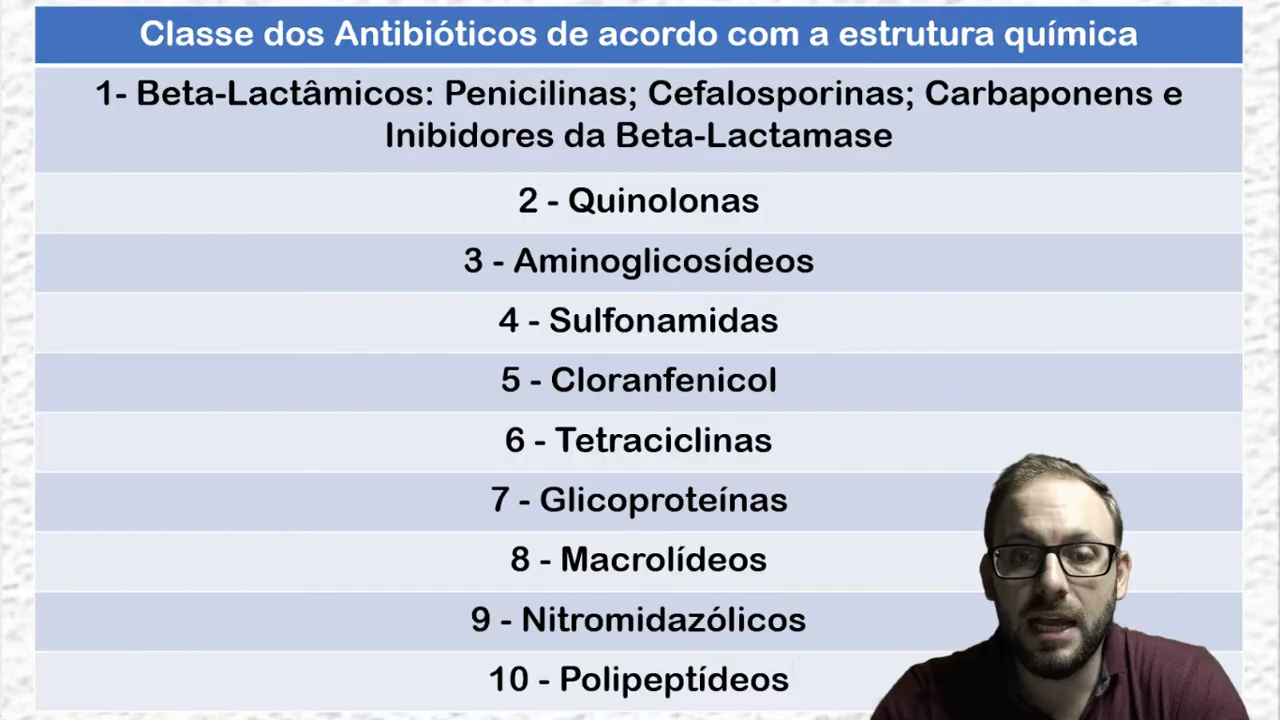 Classe dos Antibióticos de acordo com a estrutura química
1- Beta-Lactâmicos: Penicilinas; Cefalosporinas; Carbaponens e
Inibidores da Beta-Lactamase
2 - Quinolonas
3 - Aminoglicosídeos
4 - Sulfonamidas
5 - Cloranfenicol
6 - Tetraciclinas
7 - Glicoproteínas
8 - Macrolídeos
9 - Nitromidazólicos
10 - Polipeptídeos